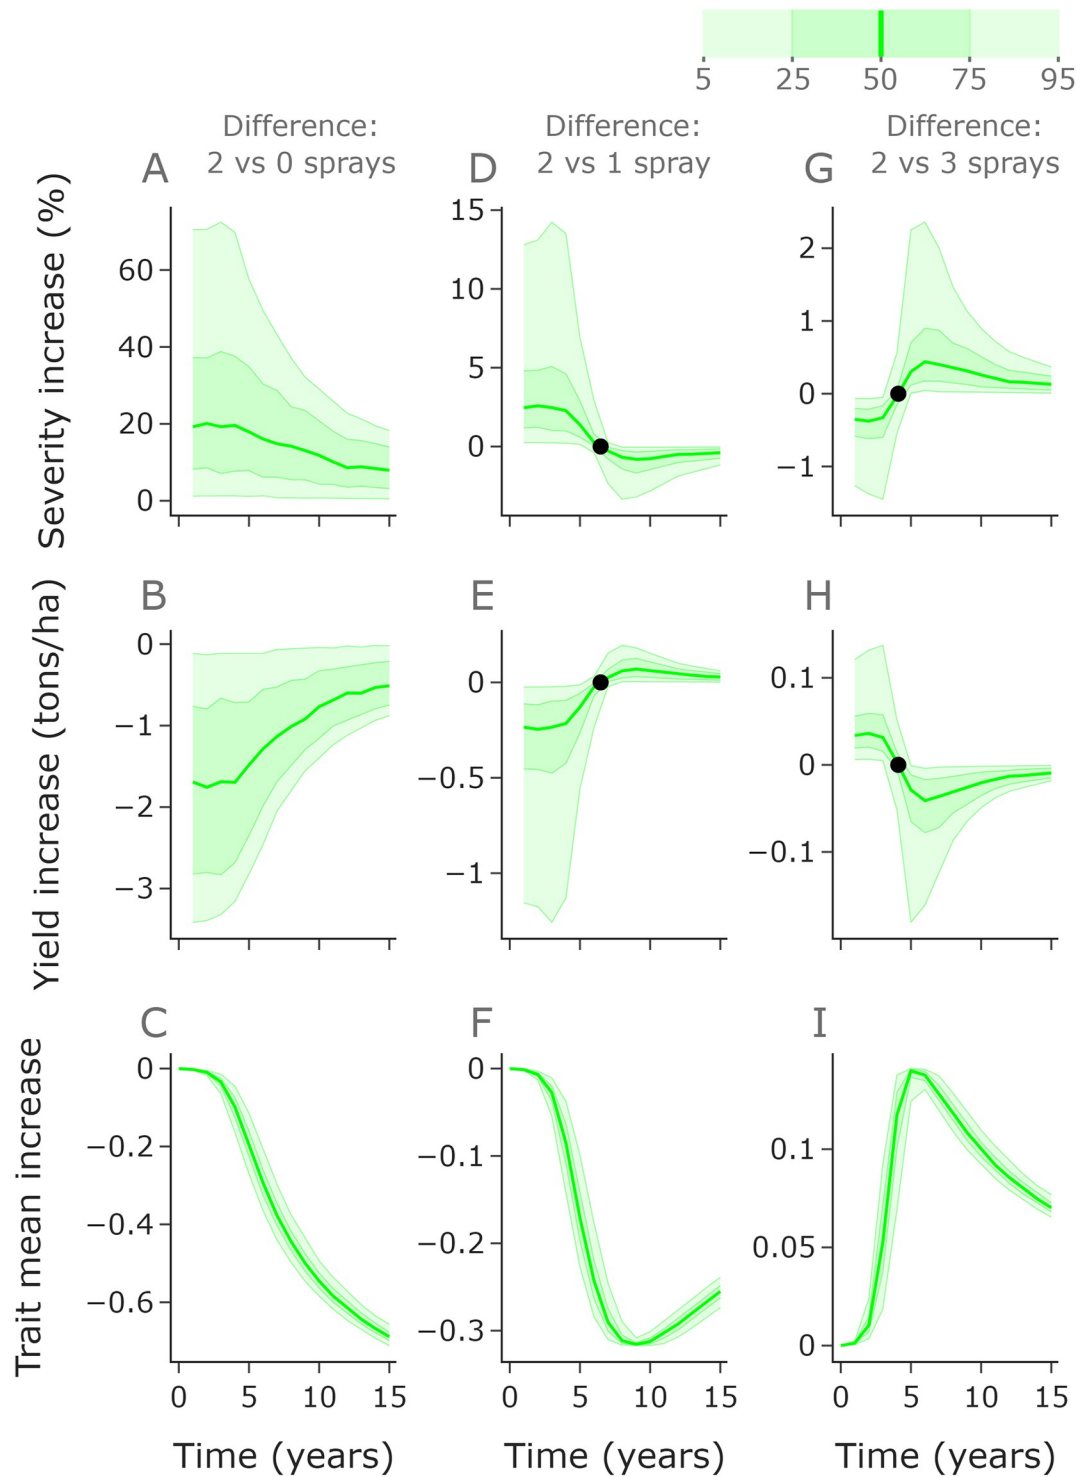 5 25 50 75 95
Difference:
2 vs 0 sprays
Difference:
2 vs 1 spray
Difference:
2 vs 3 sprays
A
D
G
Severity increase (%)
60
40
20
0
15
10
5
0
2
1
0
−1
B
E
H
Yield increase (tons/ha)
0
−1
−2
−3
0
−0.5
−1
0.1
0
−0.1
C
F
I
Trait mean increase
0
−0.2
−0.4
−0.6
0
−0.1
−0.2
−0.3
0.1
0.05
0
0 5 10 15
0 5 10 15
0 5 10 15
Time (years)
Time (years)
Time (years)